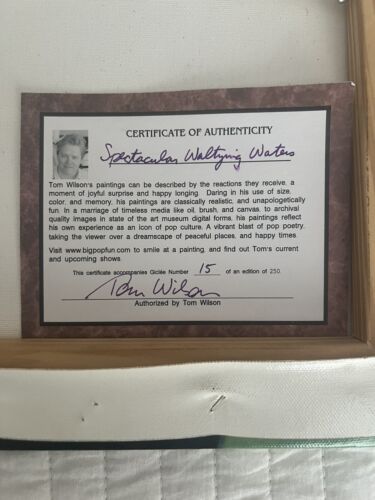 CERTIFICATE OF AUTHENTICITY
Spectacular Waltzing Waters
Tom Wilson's paintings can be described by the reactions they receive, a
moment of joyful surprise and happy longing. Daring in his use of size,
color, and memory, his paintings are classically realistic, and unapologetically
fun. In a marriage of timeless media like oil, brush, and canvas, to archival
quality images in state of the art museum digital forms, his paintings reflect
his own experience as an icon of pop culture. A vibrant blast of pop poetry,
taking the viewer over a dreamscape of peaceful places, and happy times.
Visit www.bigpopfun.com to smile at a painting, and find out Tom's current
and upcoming shows.
This certificate accompanies Giclée Number 15 of an edition of 250.
Tom Wilson
Authorized by Tom Wilson